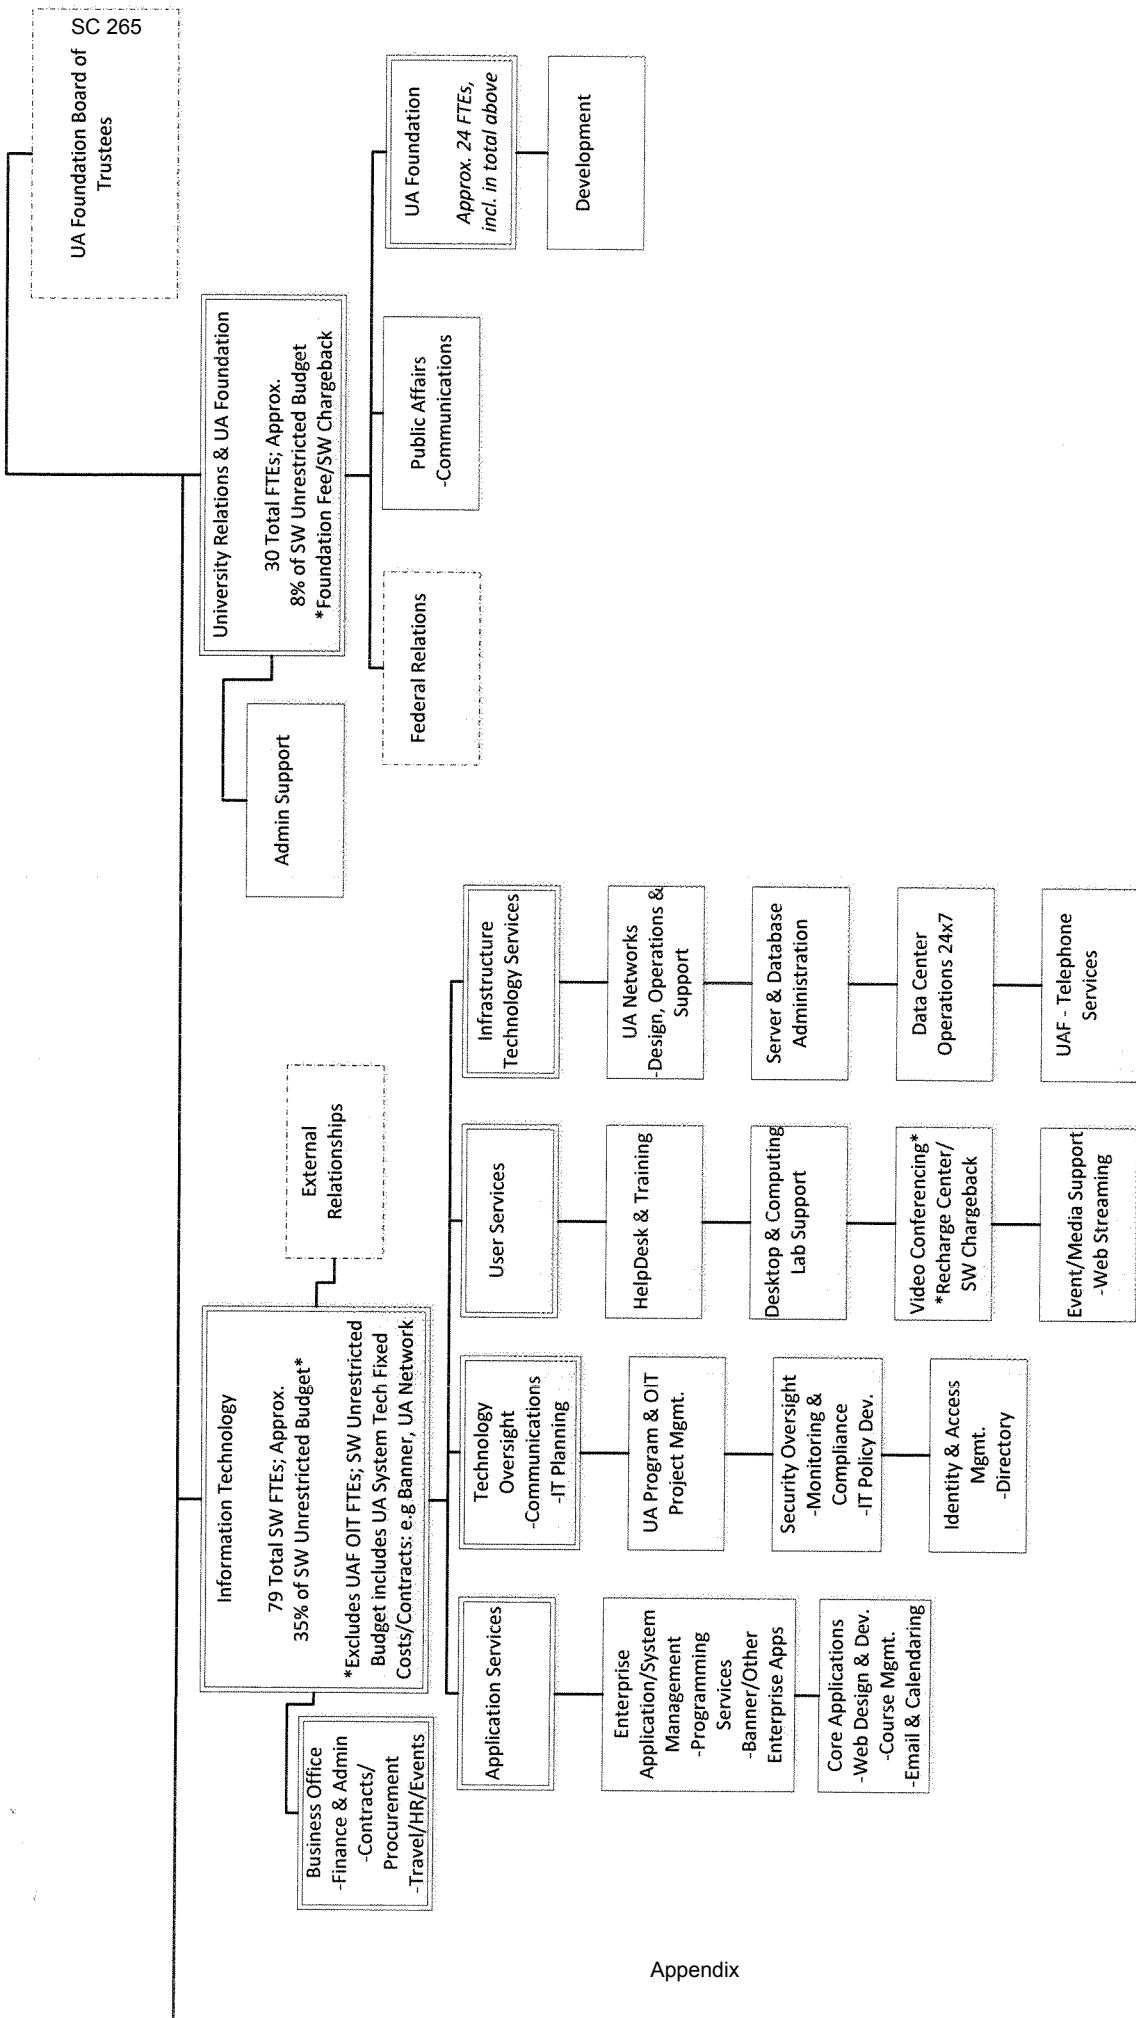 SC 265
UA Foundation Board of
Trustees
University Relations & UA Foundation
30 Total FTEs; Approx.
8% of SW Unrestricted Budget
*Foundation Fee/SW Chargeback
Admin Support
Federal Relations
Public Affairs
-Communications
UA Foundation
Approx. 24 FTEs,
incl. in total above
Development
Information Technology
79 Total SW FTEs; Approx.
35% of SW Unrestricted Budget*
*Excludes UAF OIT FTEs; SW Unrestricted
Budget includes UA System Tech Fixed
Costs/Contracts: e.g Banner, UA Network
External
Relationships
Business Office
-Finance & Admin
-Contracts/
Procurement
-Travel/HR/Events
Application Services
Enterprise
Application/System
Management
-Programming
Services
-Banner/Other
Enterprise Apps
Core Applications
-Web Design & Dev.
-Course Mgmt.
-Email & Calendaring
Technology
Oversight
-Communications
-IT Planning
UA Program & OIT
Project Mgmt.
Security Oversight
-Monitoring &
Compliance
-IT Policy Dev.
Identity & Access
Mgmt.
-Directory
User Services
HelpDesk & Training
Desktop & Computing
Lab Support
Video Conferencing*
*Recharge Center/
SW Chargeback
Event/Media Support
-Web Streaming
Infrastructure
Technology Services
UA Networks
-Design, Operations &
Support
Server & Database
Administration
Data Center
Operations 24x7
UAF - Telephone
Services
Appendix